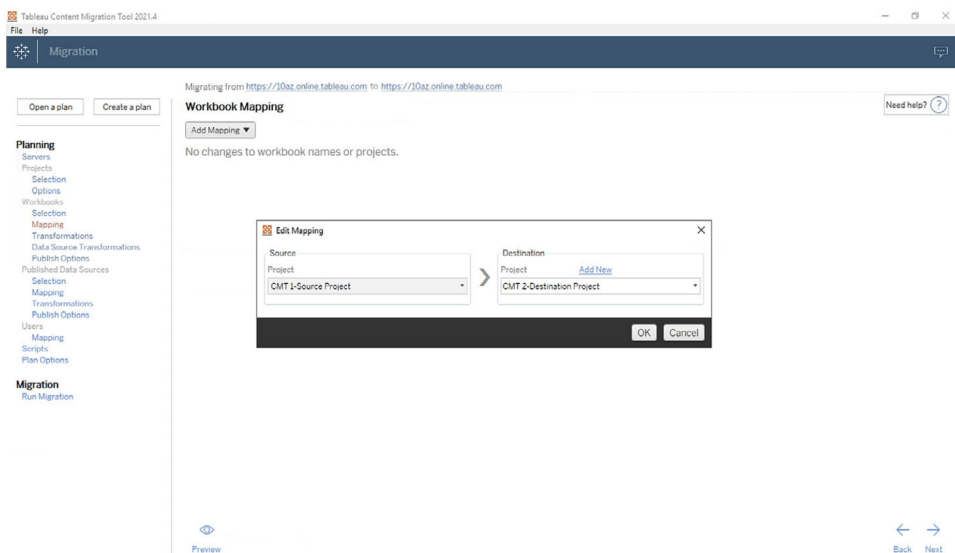 Tableau Content Migration Tool 2021.4
File Help
Migration
Migrating from https://10az.online.tableau.com to https://10az.online.tableau.com
Open a plan Create a plan
Workbook Mapping
Need help? ?
Add Mapping ▼
No changes to workbook names or projects.
Planning
Servers
Projects
Selection
Options
Workbooks
Selection
Mapping
Transformations
Data Source Transformations
Publish Options
Published Data Sources
Selection
Mapping
Transformations
Publish Options
Users
Mapping
Scripts
Plan Options
Migration
Run Migration
Edit Mapping
Source
Project
CMT 1-Source Project
Destination
Project Add New
CMT 2-Destination Project
OK Cancel
Preview
Back Next